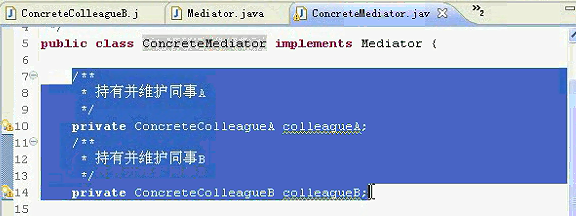 ConcreteColleagueB.j Mediator.java ConcreteMediator.jav 2
4 */
5 public class ConcreteMediator implements Mediator {
6
7 /**
8 * 持有并维护同事A
9 */
10 private ConcreteColleagueA colleagueA;
11 /**
12 * 持有并维护同事B
13 */
14 private ConcreteColleagueB colleagueB;